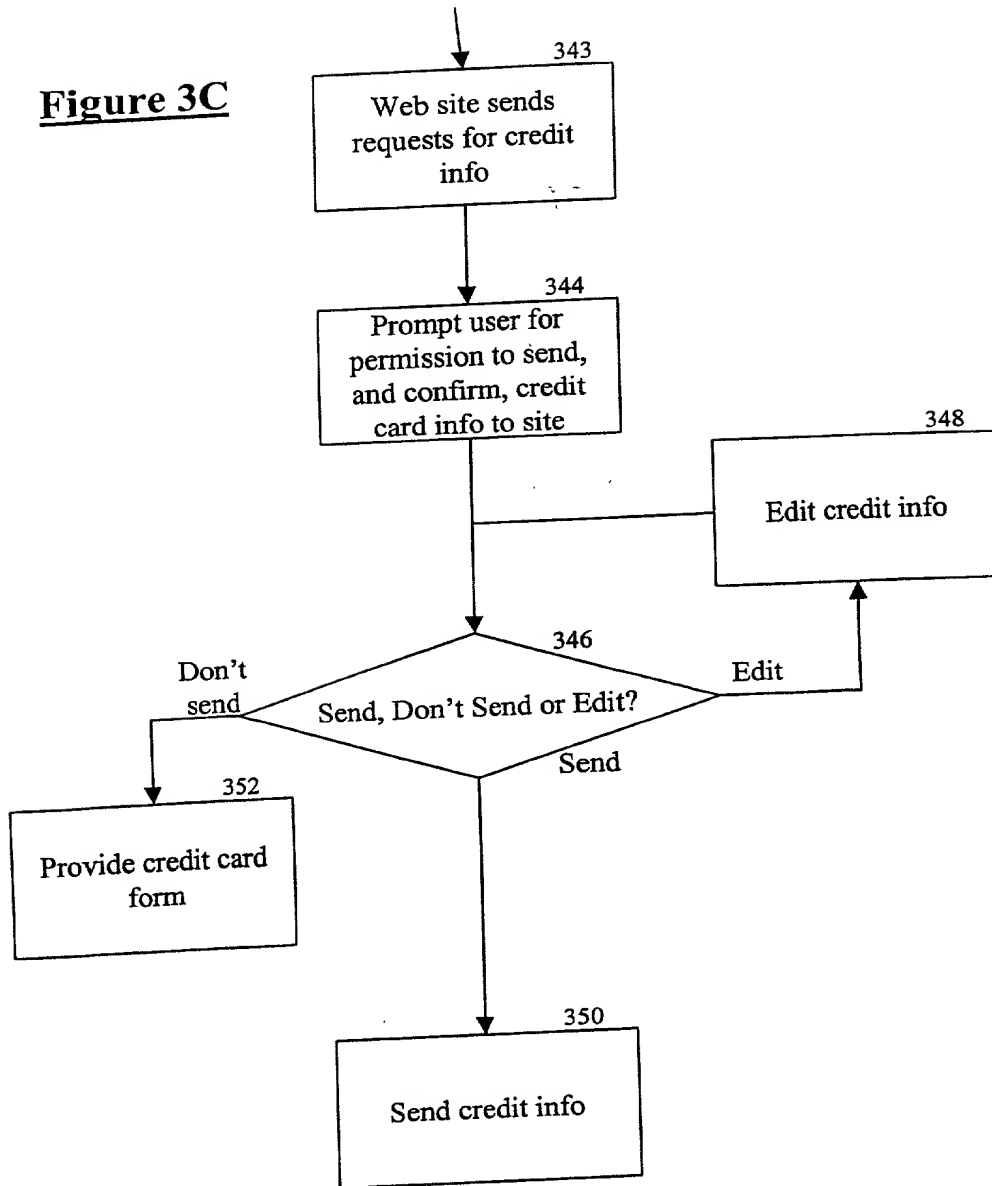 Figure 3C
343
Web site sends
requests for credit
info
344
Prompt user for
permission to send,
and confirm, credit
card info to site
348
Edit credit info
346
Send, Don't Send or Edit?
Don't
send
Edit
Send
352
Provide credit card
form
350
Send credit info